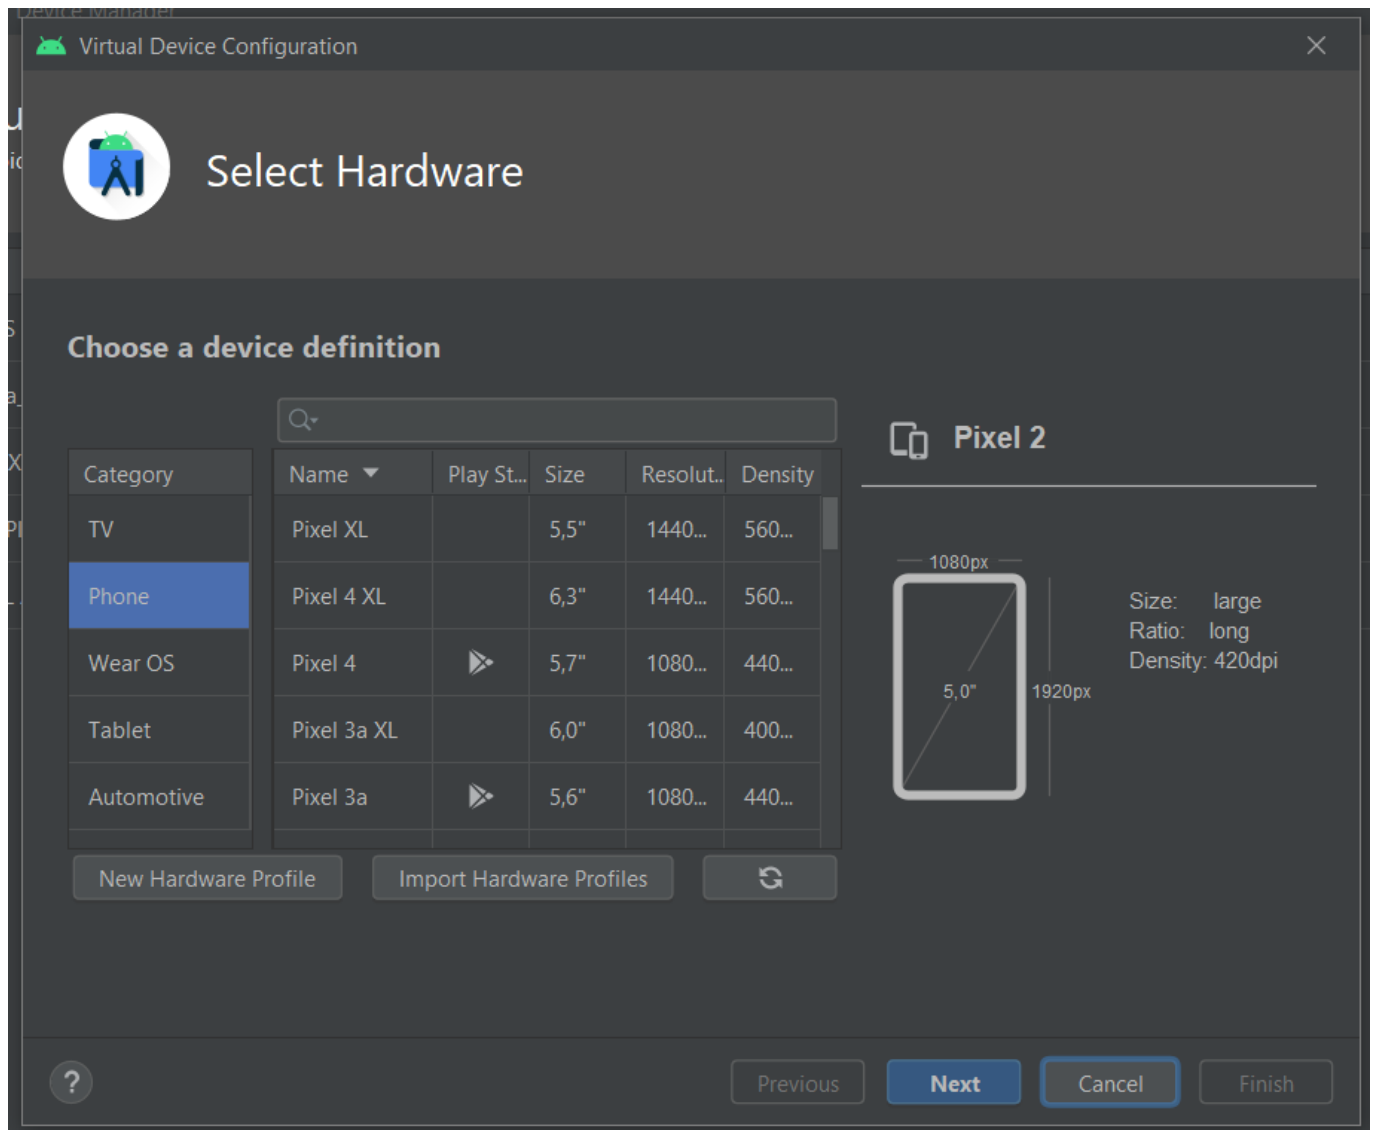 Device Manager
Virtual Device Configuration
Select Hardware
Choose a device definition
Category
TV
Phone
Wear OS
Tablet
Automotive
Name Play St... Size Resolut... Density
Pixel XL 5,5" 1440... 560...
Pixel 4 XL 6,3" 1440... 560...
Pixel 4 5,7" 1080... 440...
Pixel 3a XL 6,0" 1080... 400...
Pixel 3a 5,6" 1080... 440...
New Hardware Profile Import Hardware Profiles
Pixel 2
1080px
5,0"
1920px
Size: large
Ratio: long
Density: 420dpi
? Previous Next Cancel Finish